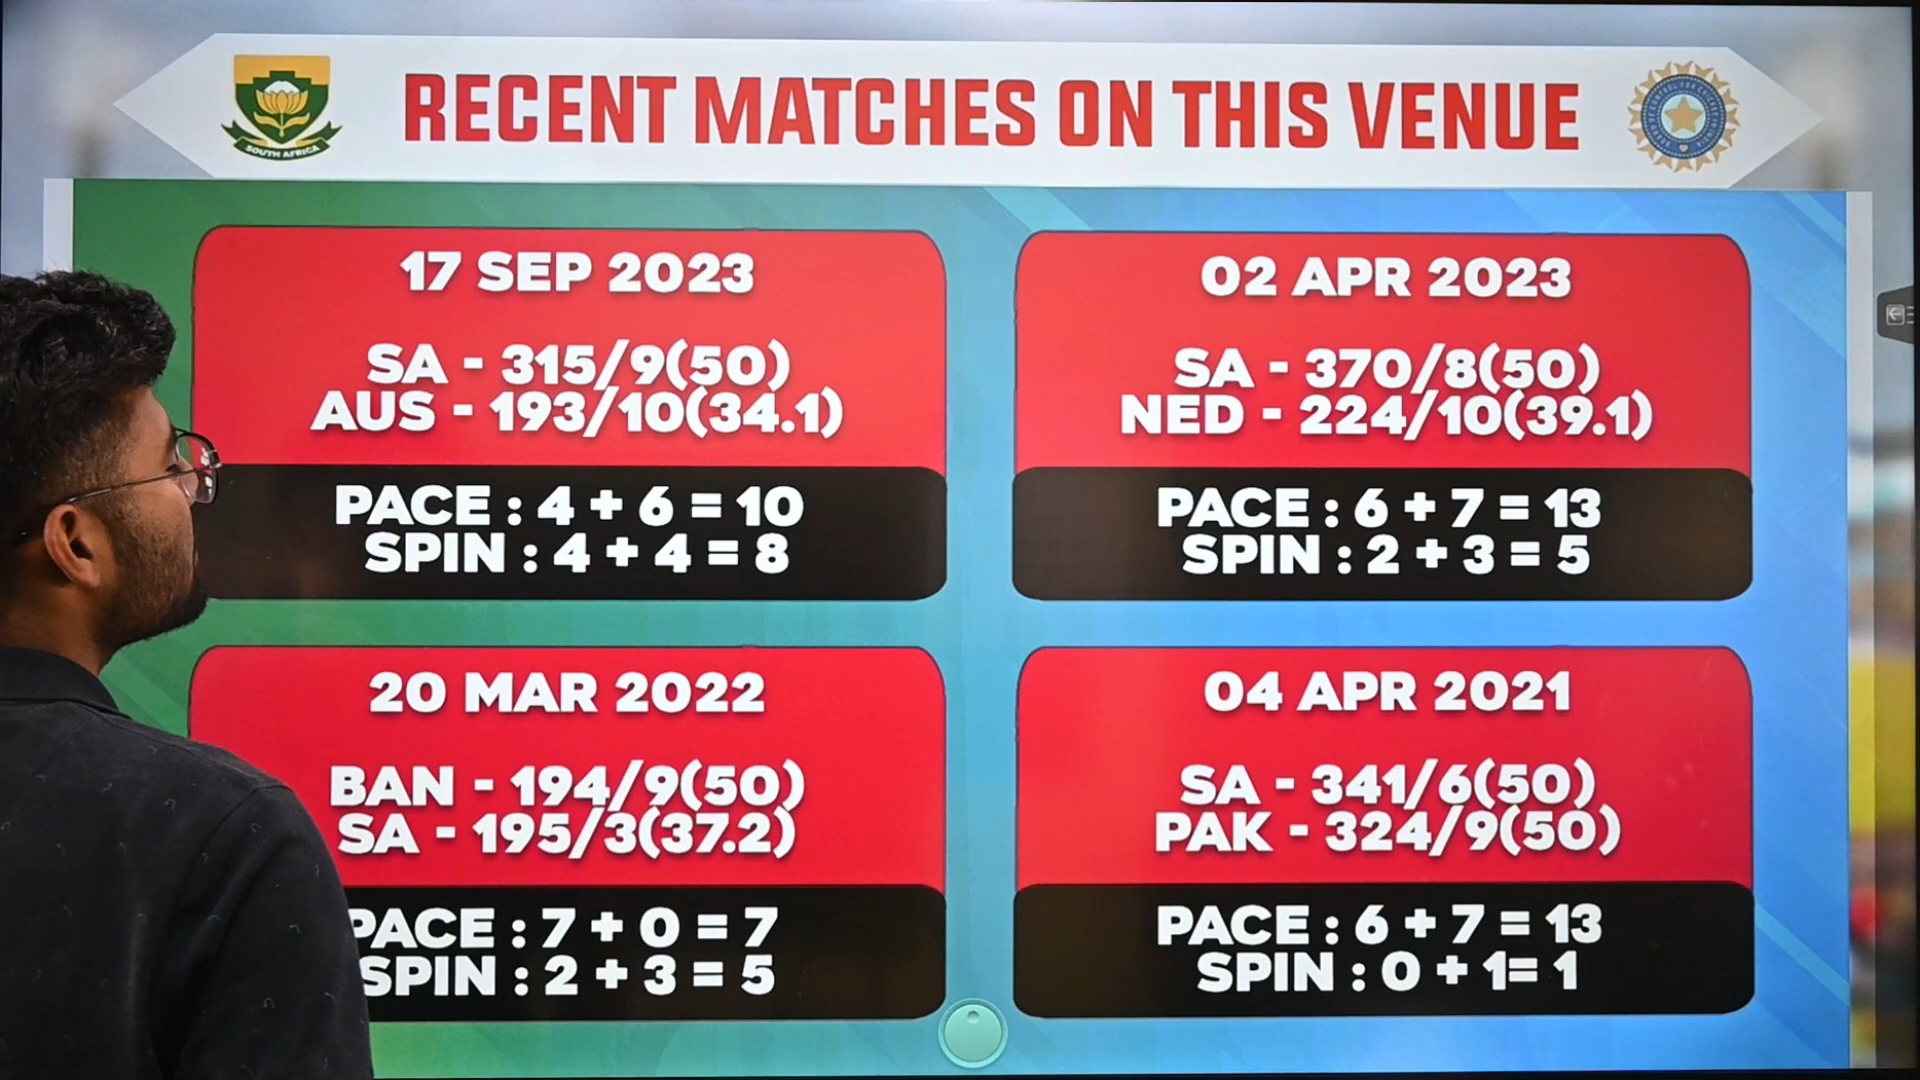 SOUTH AFRICA
RECENT MATCHES ON THIS VENUE
17 SEP 2023
SA - 315/9(50)
AUS - 193/10(34.1)
PACE : 4 + 6 = 10
SPIN : 4 + 4 = 8
02 APR 2023
SA - 370/8(50)
NED - 224/10(39.1)
PACE : 6 + 7 = 13
SPIN : 2 + 3 = 5
20 MAR 2022
BAN - 194/9(50)
SA - 195/3(37.2)
PACE : 7 + 0 = 7
SPIN : 2 + 3 = 5
04 APR 2021
SA - 341/6(50)
PAK - 324/9(50)
PACE : 6 + 7 = 13
SPIN : 0 + 1= 1